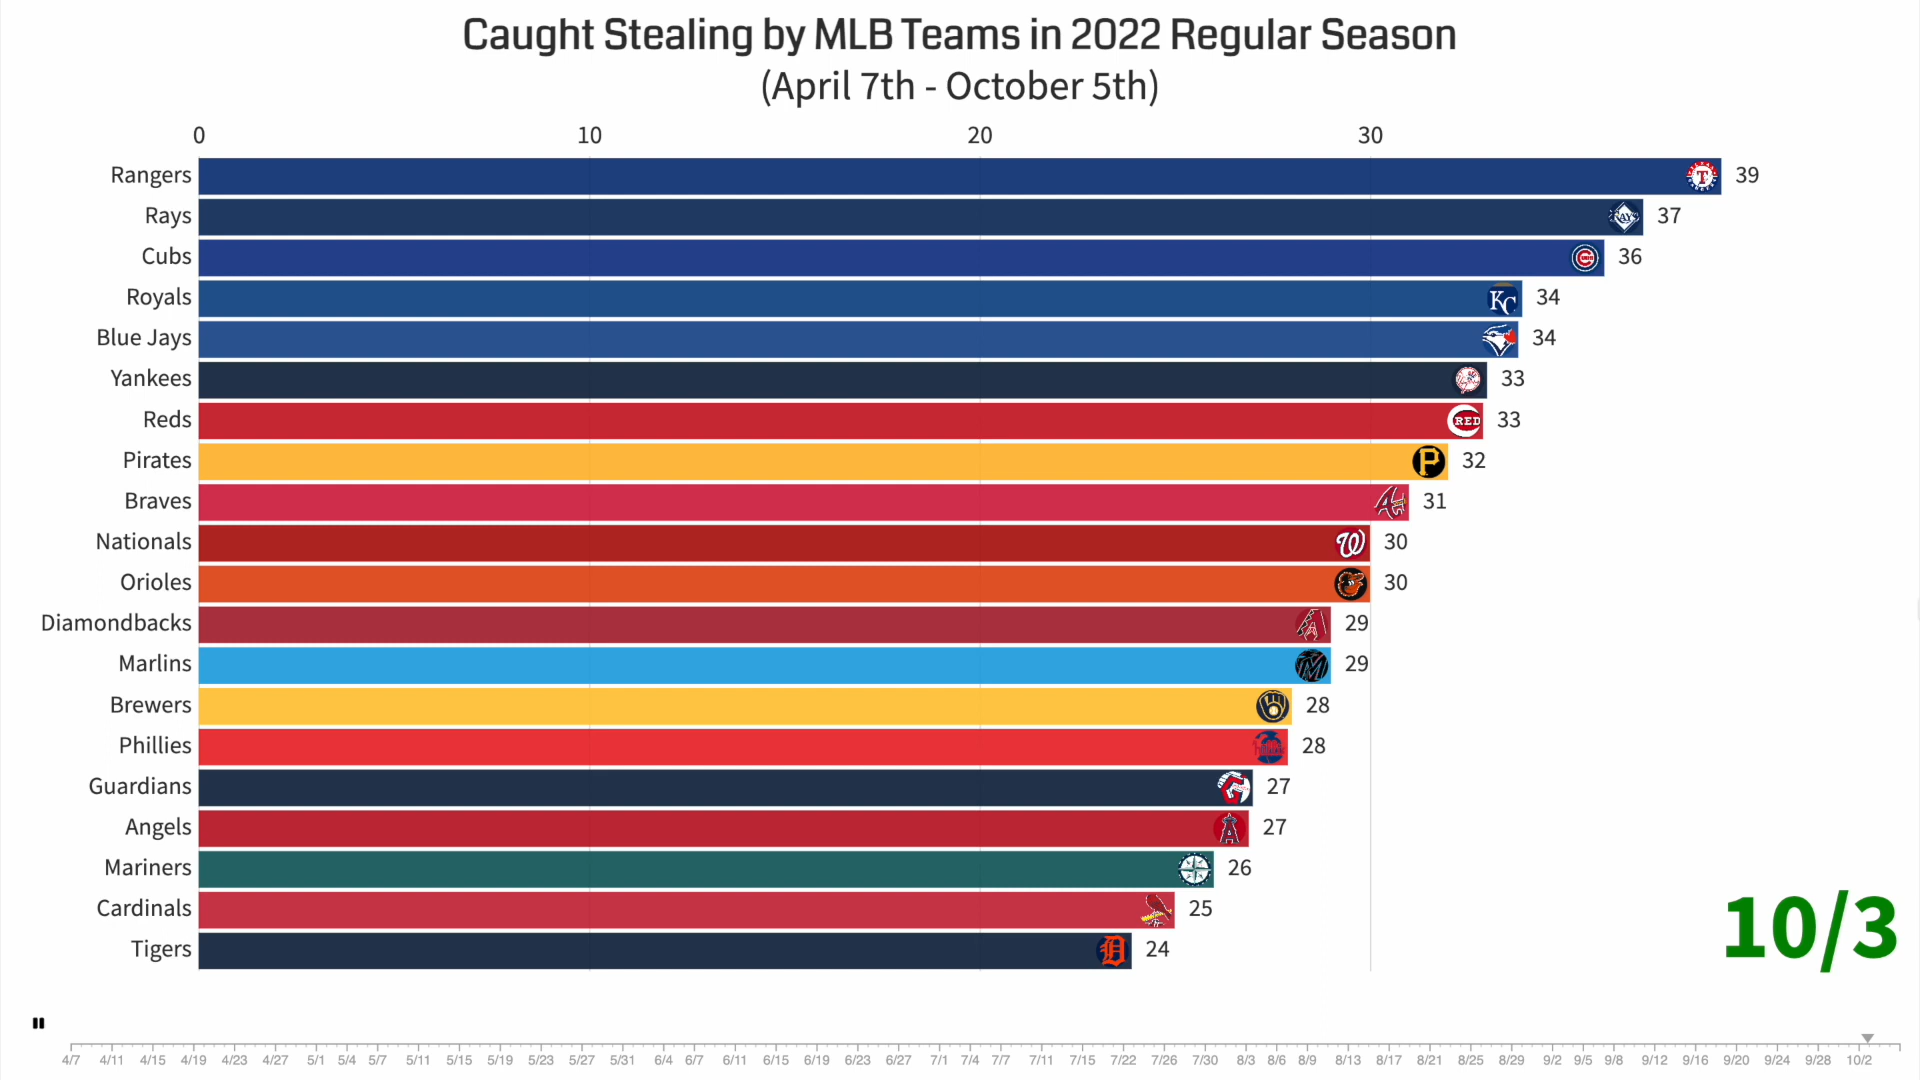 Caught Stealing by MLB Teams in 2022 Regular Season
(April 7th - October 5th)
0 10 20 30
Rangers 39
Rays 37
Cubs 36
Royals 34
Blue Jays 34
Yankees 33
Reds 33
Pirates 32
Braves 31
Nationals 30
Orioles 30
Diamondbacks 29
Marlins 29
Brewers 28
Phillies 28
Guardians 27
Angels 27
Mariners 26
Cardinals 25
Tigers 24
10/3
4/7 4/11 4/15 4/19 4/23 4/27 5/1 5/4 5/7 5/11 5/15 5/19 5/23 5/27 5/31 6/4 6/7 6/11 6/15 6/19 6/23 6/27 7/1 7/4 7/7 7/11 7/15 7/22 7/26 7/30 8/3 8/6 8/9 8/13 8/17 8/21 8/25 8/29 9/2 9/5 9/8 9/12 9/16 9/20 9/24 9/28 10/2